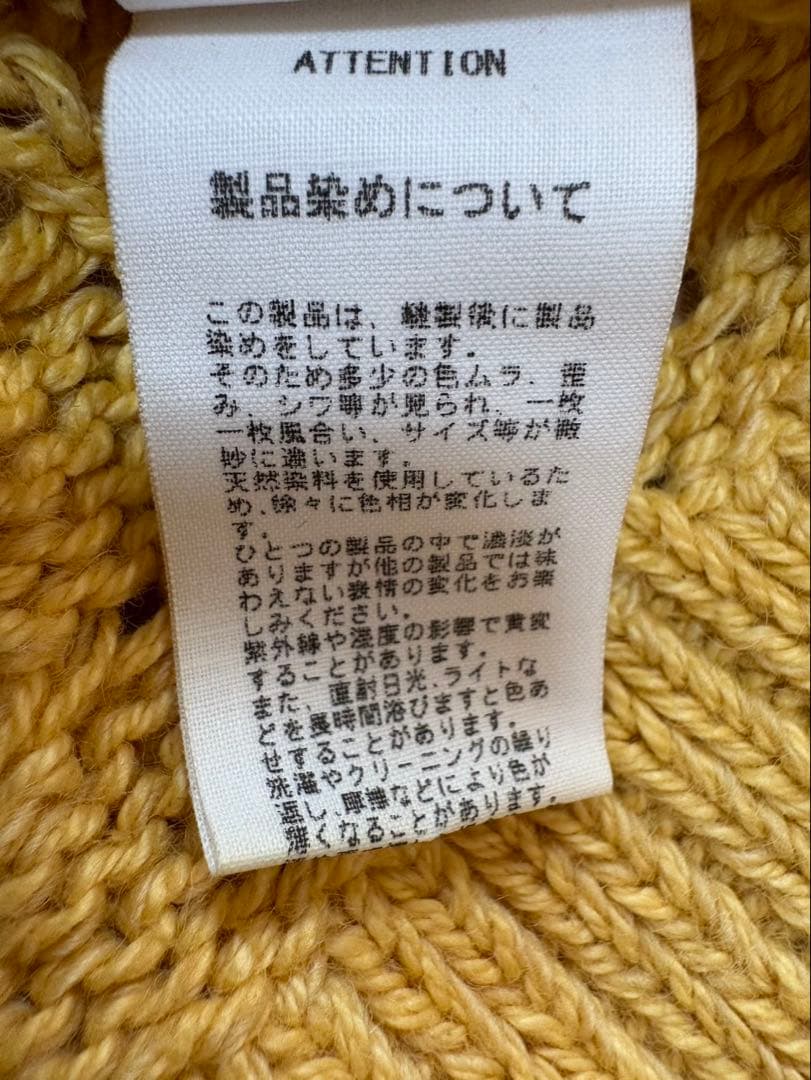 ATTENTION
製品染めについて
この製品は、縫製後に製品
染めをしています。
そのため多少の色ムラ、歪
み、シワ等が見られ、一枚
一枚風合い、サイズ等が微
妙に違います。
天然染料を使用しているた
め、徐々に色相が変化しま
す。
ひとつの製品の中で濃淡が
ありますが他の製品では味
わえない表情の変化をお楽
しみください。
紫外線や湿度の影響で黄変
することがあります。
また、直射日光、ライトな
どを長時間浴びますと色あ
せすることがあります。
洗濯やクリーニングの繰り
返し、摩擦などにより色が
薄くなることがあります。